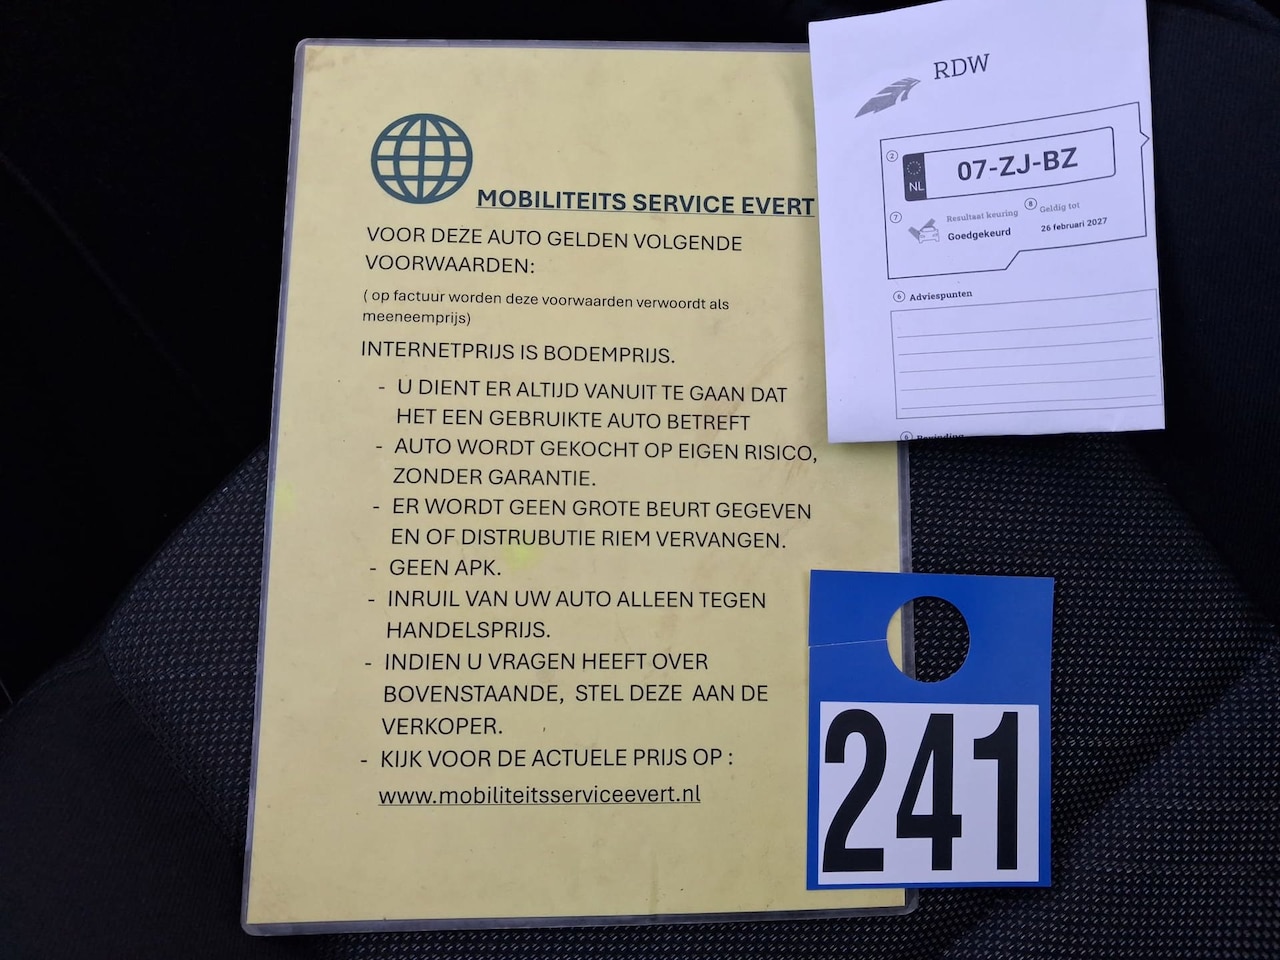 MOBILITEITS SERVICE EVERT
VOOR DEZE AUTO GELDEN VOLGENDE
VOORWAARDEN:
( op factuur worden deze voorwaarden verwoordt als
meeneemprijs)
INTERNETPRIJS IS BODEMPRIJS.
- U DIENT ER ALTIJD VANUIT TE GAAN DAT
HET EEN GEBRUIKTE AUTO BETREFT
- AUTO WORDT GEKOCHT OP EIGEN RISICO,
ZONDER GARANTIE.
- ER WORDT GEEN GROTE BEURT GEGEVEN
EN OF DISTRUBUTIE RIEM VERVANGEN.
- GEEN APK.
- INRUIL VAN UW AUTO ALLEEN TEGEN
HANDELSPRIJS.
- INDIEN U VRAGEN HEEFT OVER
BOVENSTAANDE, STEL DEZE AAN DE
VERKOPER.
- KIJK VOOR DE ACTUELE PRIJS OP :
www.mobiliteitsserviceevert.nl
RDW
2
NL 07-ZJ-BZ
7 Resultaat keuring 8 Geldig tot
Goedgekeurd 26 februari 2027
6 Adviespunten
241